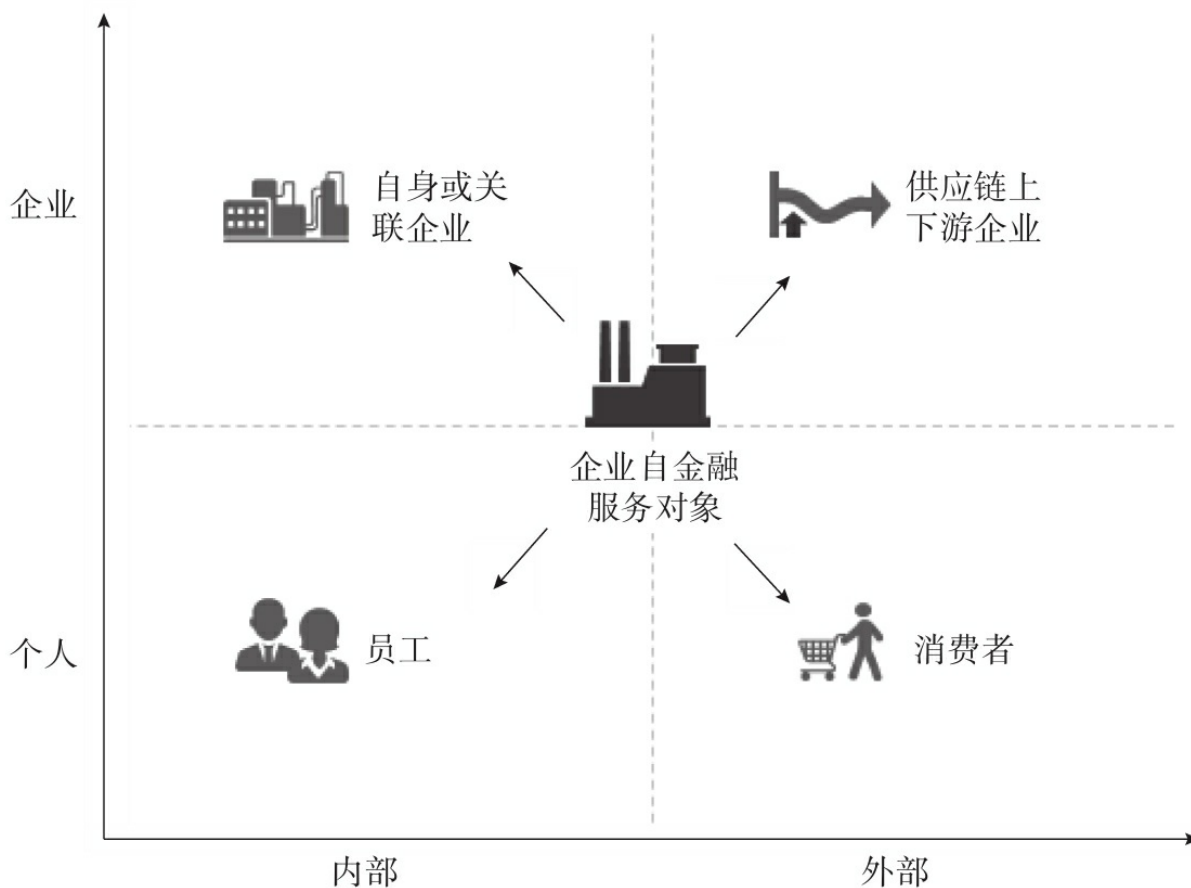 企业
自身或关
联企业
供应链上
下游企业
企业自金融
服务对象
个人
员工
消费者
内部
外部